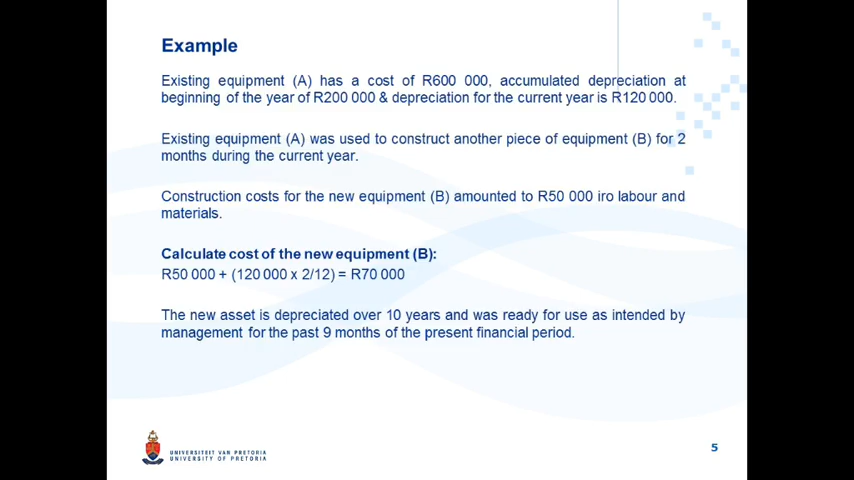 Example
Existing equipment (A) has a cost of R600 000, accumulated depreciation at
beginning of the year of R200 000 & depreciation for the current year is R120 000.
Existing equipment (A) was used to construct another piece of equipment (B) for 2
months during the current year.
Construction costs for the new equipment (B) amounted to R50 000 iro labour and
materials.
Calculate cost of the new equipment (B):
R50 000 + (120 000 x 2/12) = R70 000
The new asset is depreciated over 10 years and was ready for use as intended by
management for the past 9 months of the present financial period.
UNIVERSITEIT VAN PRETORIA
UNIVERSITY OF PRETORIA
5